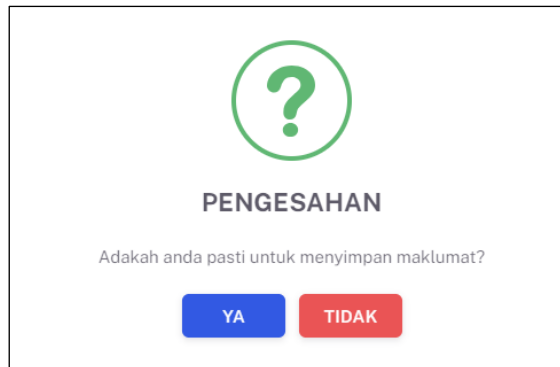 ?
PENGESAHAN
Adakah anda pasti untuk menyimpan maklumat?
YA TIDAK